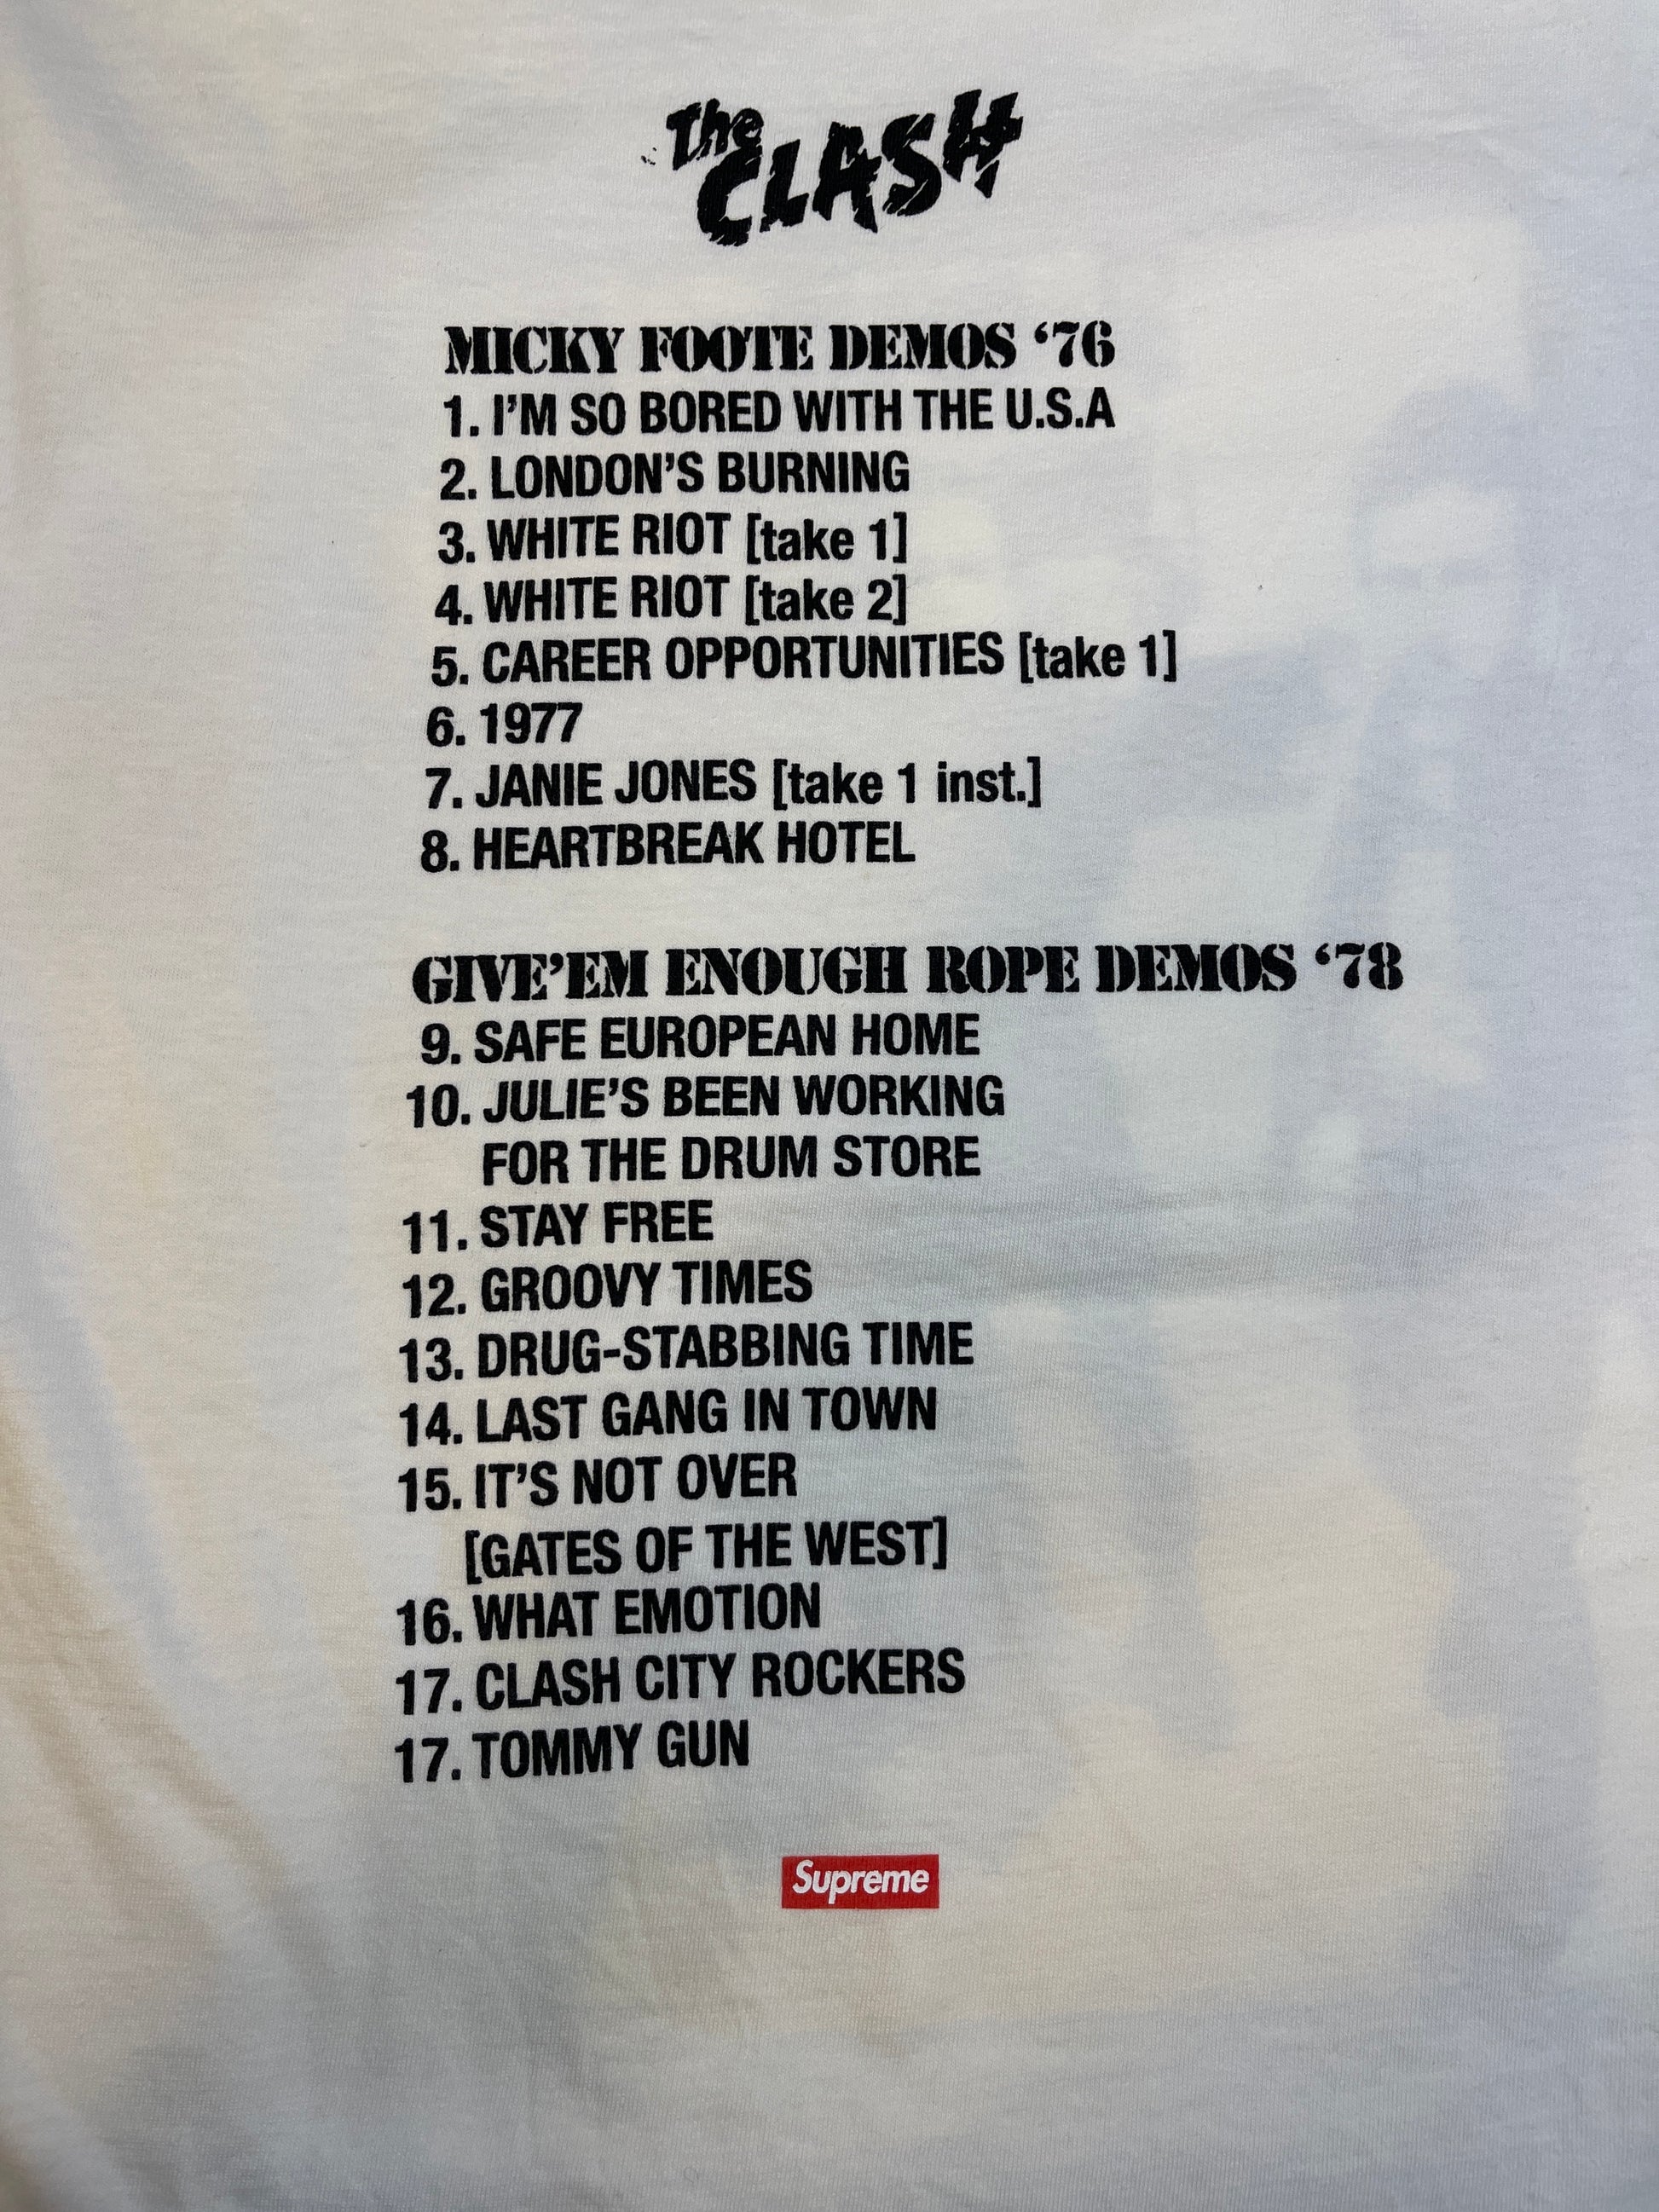 The CLASH
MICKY FOOTE DEMOS ‘76
1. I’M SO BORED WITH THE U.S.A
2. LONDON’S BURNING
3. WHITE RIOT [take 1]
4. WHITE RIOT [take 2]
5. CAREER OPPORTUNITIES [take 1]
6. 1977
7. JANIE JONES [take 1 inst.]
8. HEARTBREAK HOTEL
GIVE’EM ENOUGH ROPE DEMOS ‘78
9. SAFE EUROPEAN HOME
10. JULIE’S BEEN WORKING
FOR THE DRUM STORE
11. STAY FREE
12. GROOVY TIMES
13. DRUG-STABBING TIME
14. LAST GANG IN TOWN
15. IT’S NOT OVER
[GATES OF THE WEST]
16. WHAT EMOTION
17. CLASH CITY ROCKERS
17. TOMMY GUN
Supreme